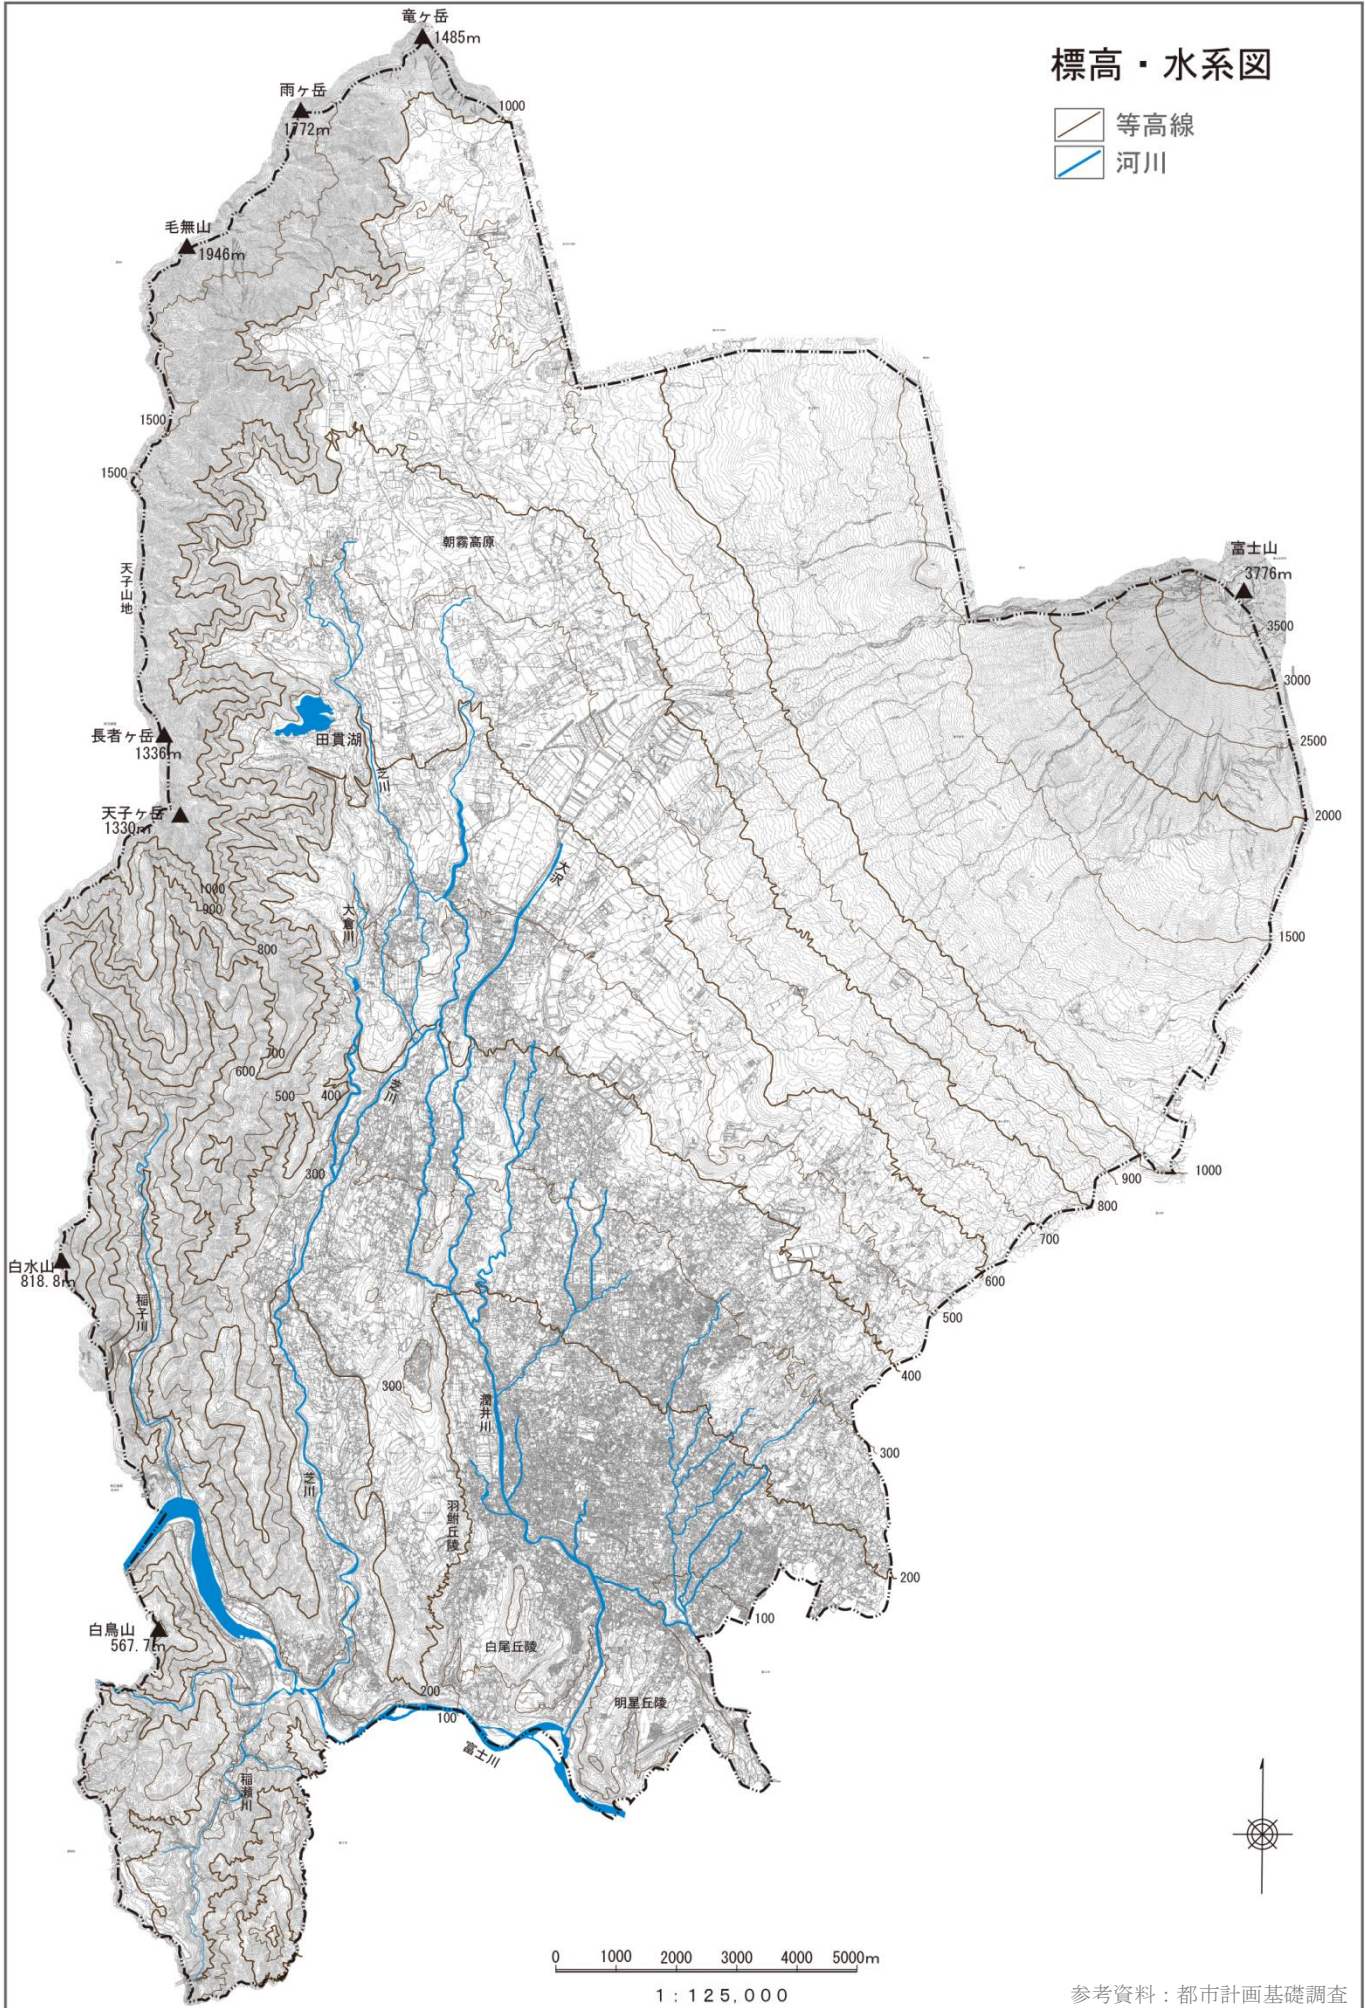 竜ヶ岳
1485m
標高・水系図
等高線
河川
雨ヶ岳
1772m
1000
毛無山
1946m
1500
1500
朝霧高原
富士山
3776m
3500
3000
2500
2000
1500
天子山地
長者ヶ岳
1336m
田貫湖
芝川
天子ヶ岳
1330m
大沢
1000
900
800
大倉川
700
600
500
400
芝川
300
1000
900
800
700
600
500
400
300
200
100
白水山
818.8m
稲子川
300
潤井川
芝川
羽鮒丘陵
白鳥山
567.7m
白尾丘陵
明星丘陵
200
100
富士川
稲瀬川
0 1000 2000 3000 4000 5000m
1：125,000
参考資料：都市計画基礎調査